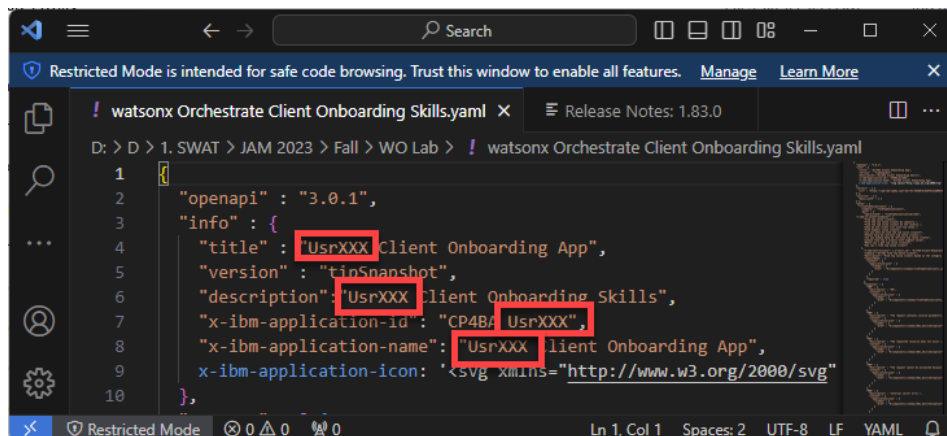 Search
Restricted Mode is intended for safe code browsing. Trust this window to enable all features. Manage Learn More
! watsonx Orchestrate Client Onboarding Skills.yaml Release Notes: 1.83.0
D: > D > 1. SWAT > JAM 2023 > Fall > WO Lab > ! watsonx Orchestrate Client Onboarding Skills.yaml
1 {
2 "openapi" : "3.0.1",
3 "info" : {
4 "title" : "UsrXXX Client Onboarding App",
5 "version" : "tipSnapshot",
6 "description":"UsrXXX Client Onboarding Skills",
7 "x-ibm-application-id": "CP4BA UsrXXX",
8 "x-ibm-application-name": "UsrXXX Client Onboarding App",
9 x-ibm-application-icon: '<svg xmlns="http://www.w3.org/2000/svg"
10 },
Restricted Mode 0 0 0 Ln 1, Col 1 Spaces: 2 UTF-8 LF YAML